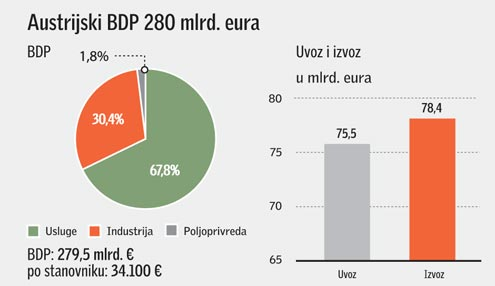 Austrijski BDP 280 mlrd. eura
BDP
1,8%
30,4%
67,8%
Usluge Industrija Poljoprivreda
BDP: 279,5 mlrd. €
po stanovniku: 34.100 €
Uvoz i izvoz
u mlrd. eura
80
75
70
65
75,5
78,4
Uvoz
Izvoz